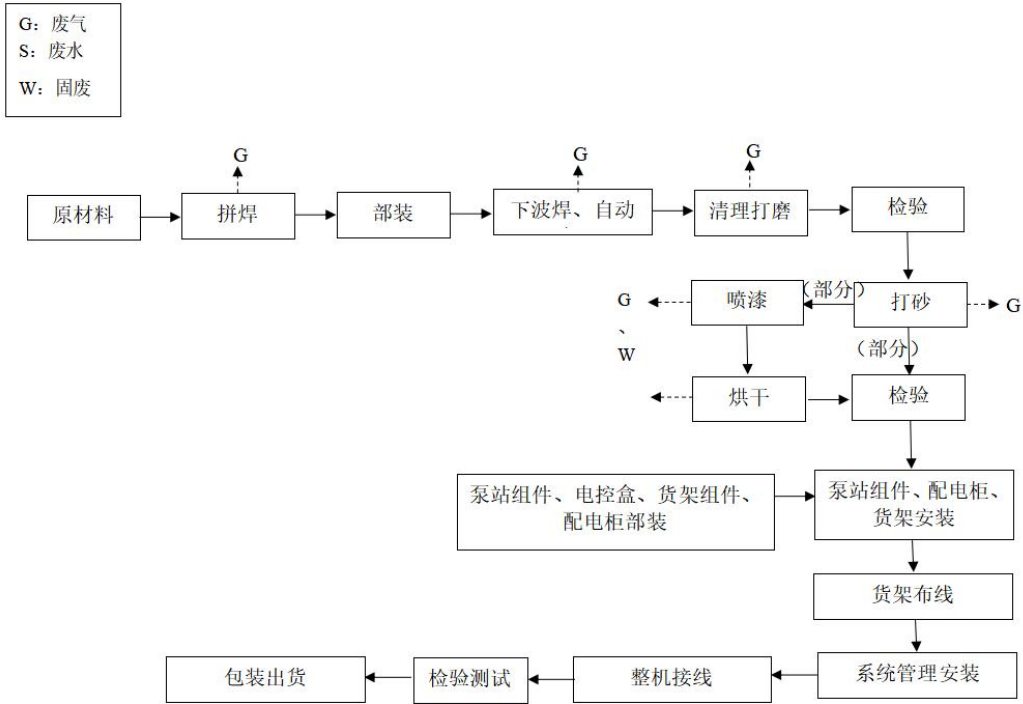 G：废气
S：废水
W：固废
G
G
G
原材料
拼焊
部装
下波焊、自动
清理打磨
检验
G
、
W
喷漆
（部分）
打砂
G
（部分）
烘干
检验
泵站组件、电控盒、货架组件、
配电柜部装
泵站组件、配电柜、
货架安装
货架布线
包装出货
检验测试
整机接线
系统管理安装